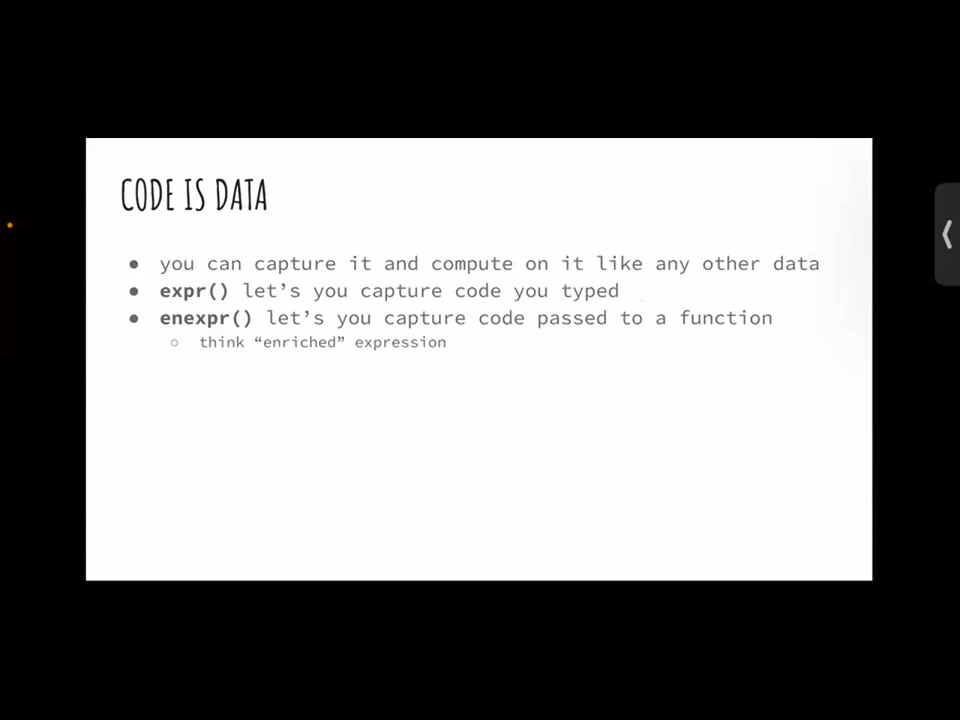 CODE IS DATA
● you can capture it and compute on it like any other data
● expr() let’s you capture code you typed
● enexpr() let’s you capture code passed to a function
○ think “enriched” expression